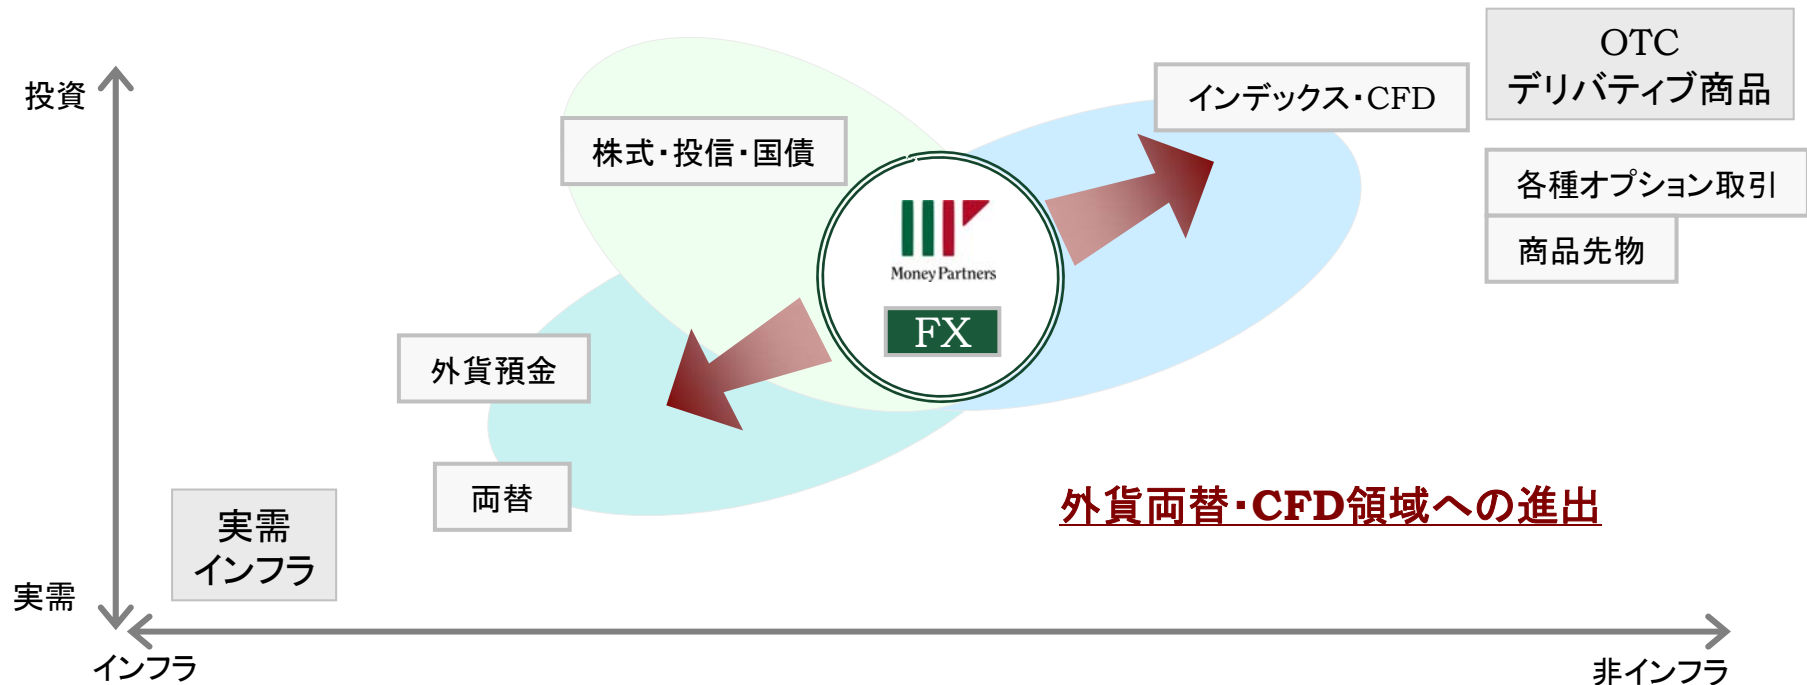 OTC
デリバティブ商品
投資
インデックス・CFD
株式・投信・国債
各種オプション取引
商品先物
Money Partners
FX
外貨預金
両替
外貨両替・CFD領域への進出
実需
インフラ
実需
インフラ
非インフラ